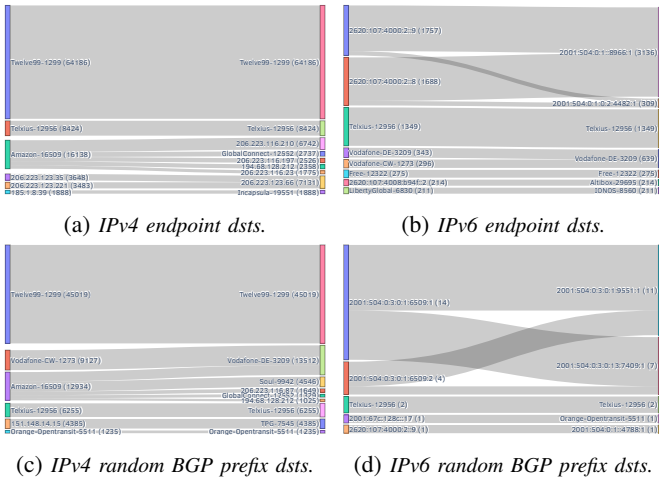 Twelve99-1299 (64186)
Twelve99-1299 (64186)
Telxius-12956 (8424)
Telxius-12956 (8424)
Amazon-16509 (16138)
206.223.116.210 (6742)
GlobalConnect-12552 (2737)
206.223.116.197 (2526)
194.68.128.212 (2358)
206.223.116.23 (1775)
206.223.123.35 (3648)
206.223.123.221 (3483)
206.223.123.66 (7131)
185.1.8.39 (1888)
Incapsula-19551 (1888)
(a) IPv4 endpoint dsts.
2620:107:4000:2::9 (1757)
2001:504:0:1::8966:1 (3136)
2620:107:4000:2::8 (1688)
2001:504:0:1:0:2:4482:1 (309)
Telxius-12956 (1349)
Telxius-12956 (1349)
Vodafone-DE-3209 (343)
Vodafone-DE-3209 (639)
Vodafone-CW-1273 (296)
Free-12322 (275)
Free-12322 (275)
2620:107:4008:b94f::2 (214)
Altibox-29695 (214)
LibertyGlobal-6830 (211)
IONOS-8560 (211)
(b) IPv6 endpoint dsts.
Twelve99-1299 (45019)
Twelve99-1299 (45019)
Vodafone-CW-1273 (9127)
Vodafone-DE-3209 (13512)
Amazon-16509 (12934)
Soul-9942 (4546)
206.223.116.87 (1649)
GlobalConnect-12552 (1329)
194.68.128.212 (1025)
Telxius-12956 (6255)
Telxius-12956 (6255)
151.148.14.15 (4385)
TPG-7545 (4385)
Orange-Opentransit-5511 (1235)
Orange-Opentransit-5511 (1235)
(c) IPv4 random BGP prefix dsts.
2001:504:0:3:0:1:9551:1 (11)
2001:504:0:3:0:1:6509:1 (14)
2001:504:0:3:0:13:7409:1 (7)
2001:504:0:3:0:1:6509:2 (4)
Telxius-12956 (2)
Telxius-12956 (2)
2001:67c:128c::17 (1)
Orange-Opentransit-5511 (1)
2620:107:4000:2::9 (1)
2001:504:0:1::4788:1 (1)
(d) IPv6 random BGP prefix dsts.